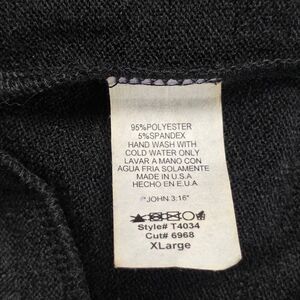 95%POLYESTER
5%SPANDEX
HAND WASH WITH
COLD WATER ONLY
LAVAR A MANO CON
AGUA FRIA SOLAMENTE
MADE IN U.S.A
HECHO EN E.U.A
"JOHN 3:16"
Style# T4034
Cut# 6968
XLarge